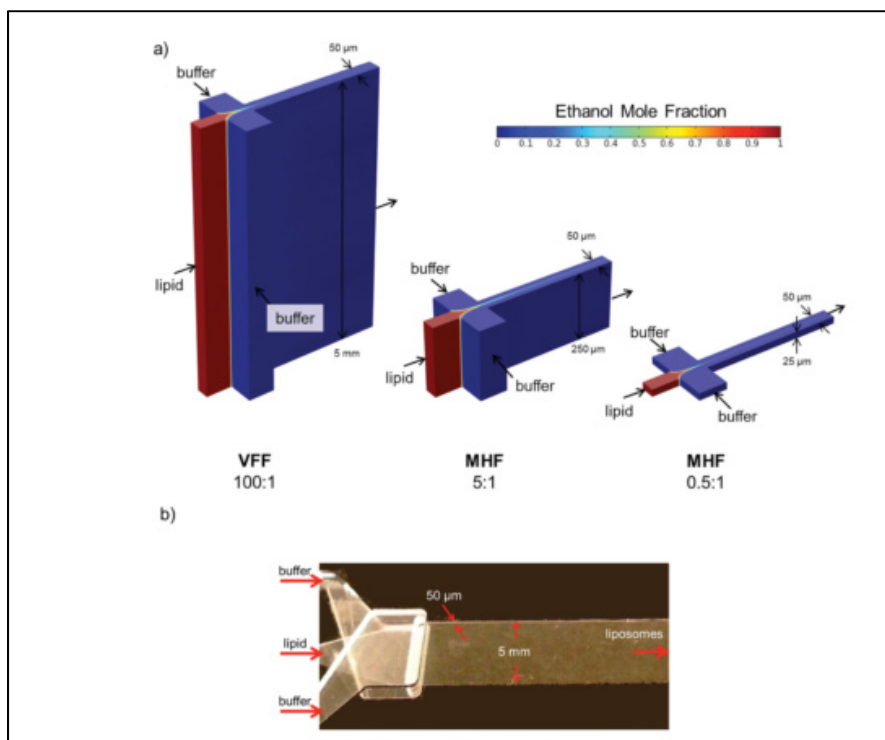 a)
buffer
50 µm
Ethanol Mole Fraction
0 0.1 0.2 0.3 0.4 0.5 0.6 0.7 0.8 0.9 1
lipid
buffer
5 mm
buffer
50 µm
lipid
250 µm
buffer
buffer
50 µm
25 µm
lipid
buffer
VFF
100:1
MHF
5:1
MHF
0.5:1
b)
buffer
50 µm
lipid
5 mm
liposomes
buffer